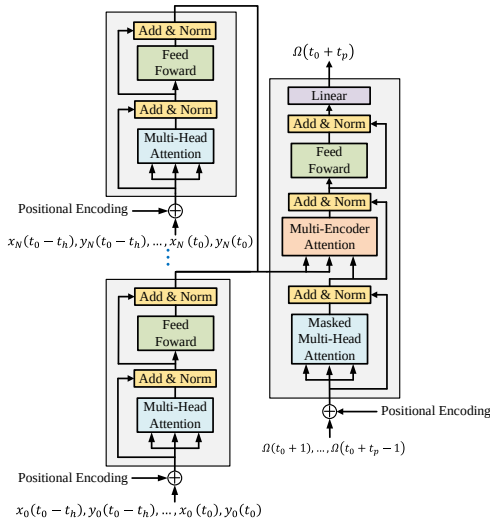 Add & Norm
Feed
Foward
Add & Norm
Multi-Head
Attention
Positional Encoding
x_N(t_0 − t_h), y_N(t_0 − t_h), ..., x_N(t_0), y_N(t_0)
Add & Norm
Feed
Foward
Add & Norm
Multi-Head
Attention
Positional Encoding
x_0(t_0 − t_h), y_0(t_0 − t_h), ..., x_0(t_0), y_0(t_0)
Ω(t_0 + t_p)
Linear
Add & Norm
Feed
Foward
Add & Norm
Multi-Encoder
Attention
Add & Norm
Masked
Multi-Head
Attention
Positional Encoding
Ω(t_0 + 1), ..., Ω(t_0 + t_p − 1)